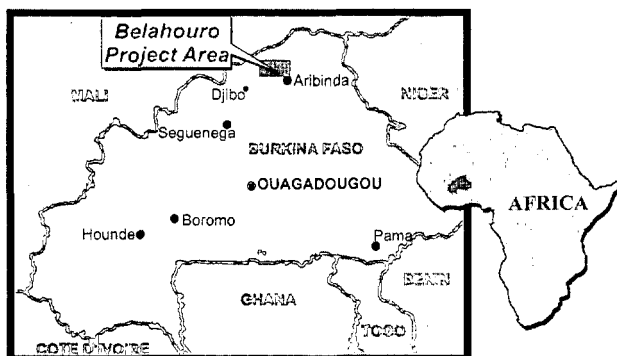 Belahouro
Project Area
MALI
Djibo
Aribinda
NIGER
Seguenega
BURKINA FASO
OUAGADOUGOU
AFRICA
Hounde
Boromo
Pama
BENIN
GHANA
TOGO
COTE D'IVOIRE